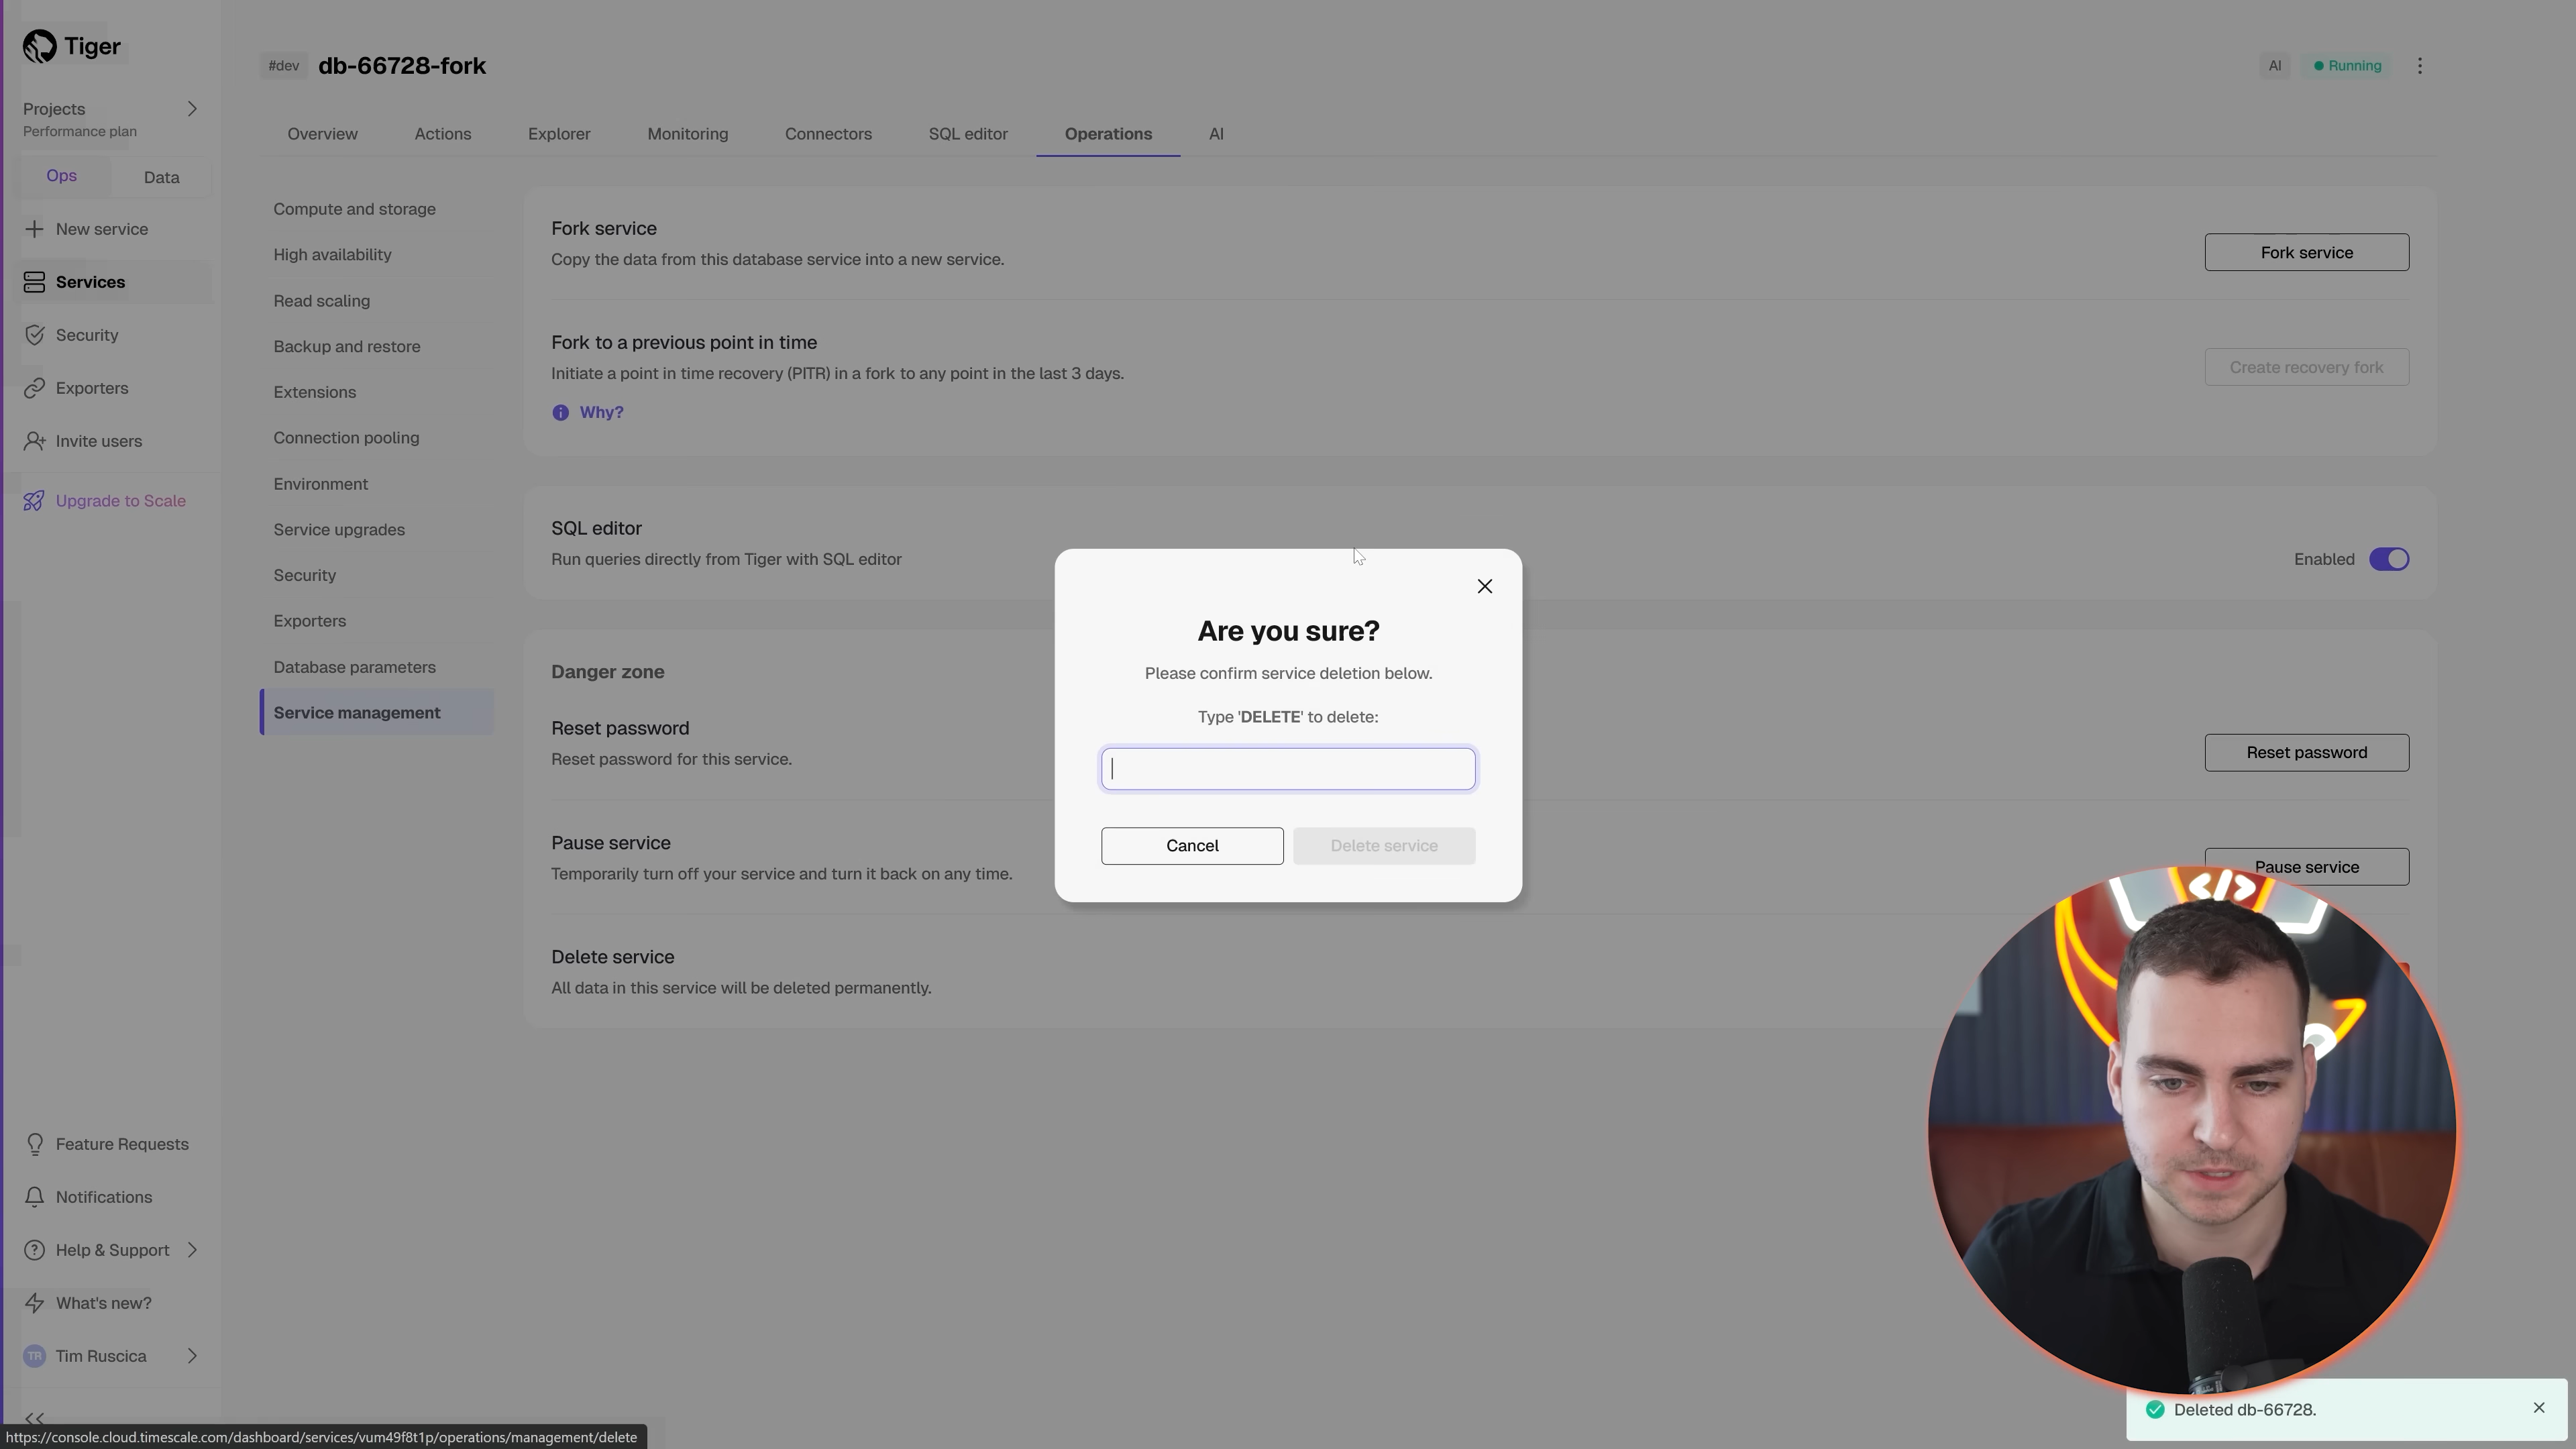 Tiger
Projects
Performance plan
Ops
Data
New service
Services
Security
Exporters
Invite users
Upgrade to Scale
Feature Requests
Notifications
Help & Support
What's new?
TR
Tim Ruscica
https://console.cloud.timescale.com/dashboard/services/vum49f8t1p/operations/management/delete
#dev
db-66728-fork
AI
Running
Overview
Actions
Explorer
Monitoring
Connectors
SQL editor
Operations
AI
Compute and storage
High availability
Read scaling
Backup and restore
Extensions
Connection pooling
Environment
Service upgrades
Security
Exporters
Database parameters
Service management
Fork service
Copy the data from this database service into a new service.
Fork service
Fork to a previous point in time
Initiate a point in time recovery (PITR) in a fork to any point in the last 3 days.
Create recovery fork
Why?
SQL editor
Run queries directly from Tiger with SQL editor
Enabled
Danger zone
Reset password
Reset password for this service.
Reset password
Pause service
Temporarily turn off your service and turn it back on any time.
Pause service
Delete service
All data in this service will be deleted permanently.
Are you sure?
Please confirm service deletion below.
Type 'DELETE' to delete:
Cancel
Delete service
</>
Deleted db-66728.